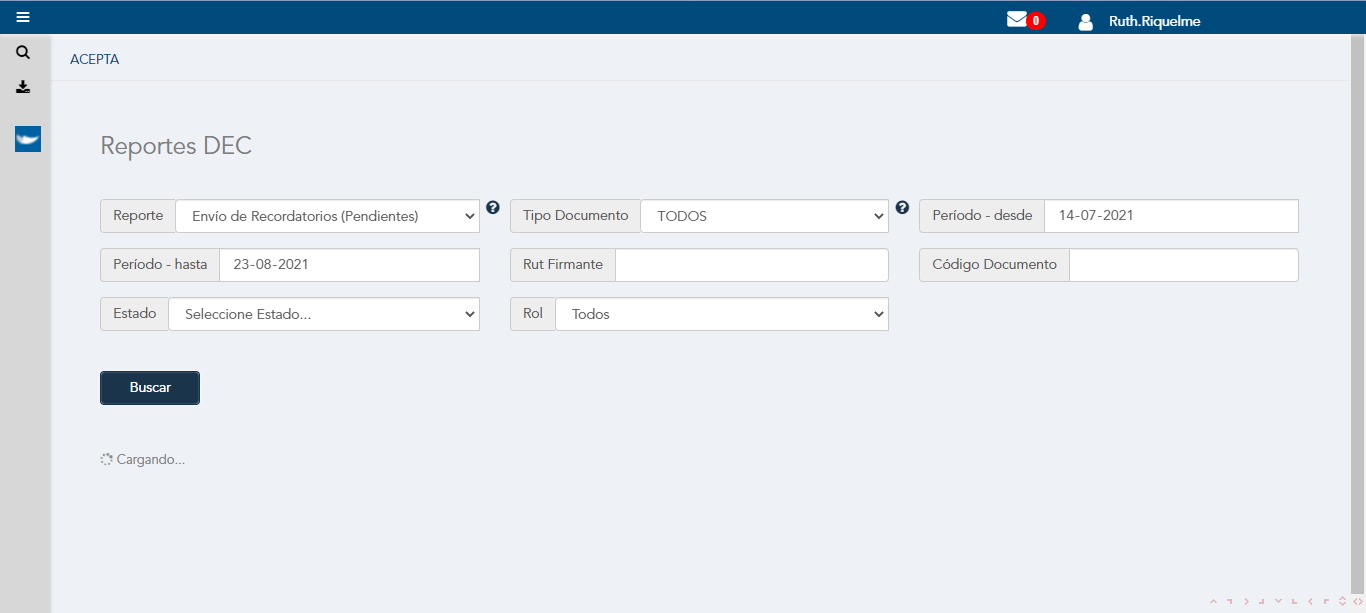 0 Ruth.Riquelme
ACEPTA
Reportes DEC
Reporte Envío de Recordatorios (Pendientes) Tipo Documento TODOS Período - desde 14-07-2021
Período - hasta 23-08-2021 Rut Firmante Código Documento
Estado Seleccione Estado... Rol Todos
Buscar
Cargando...